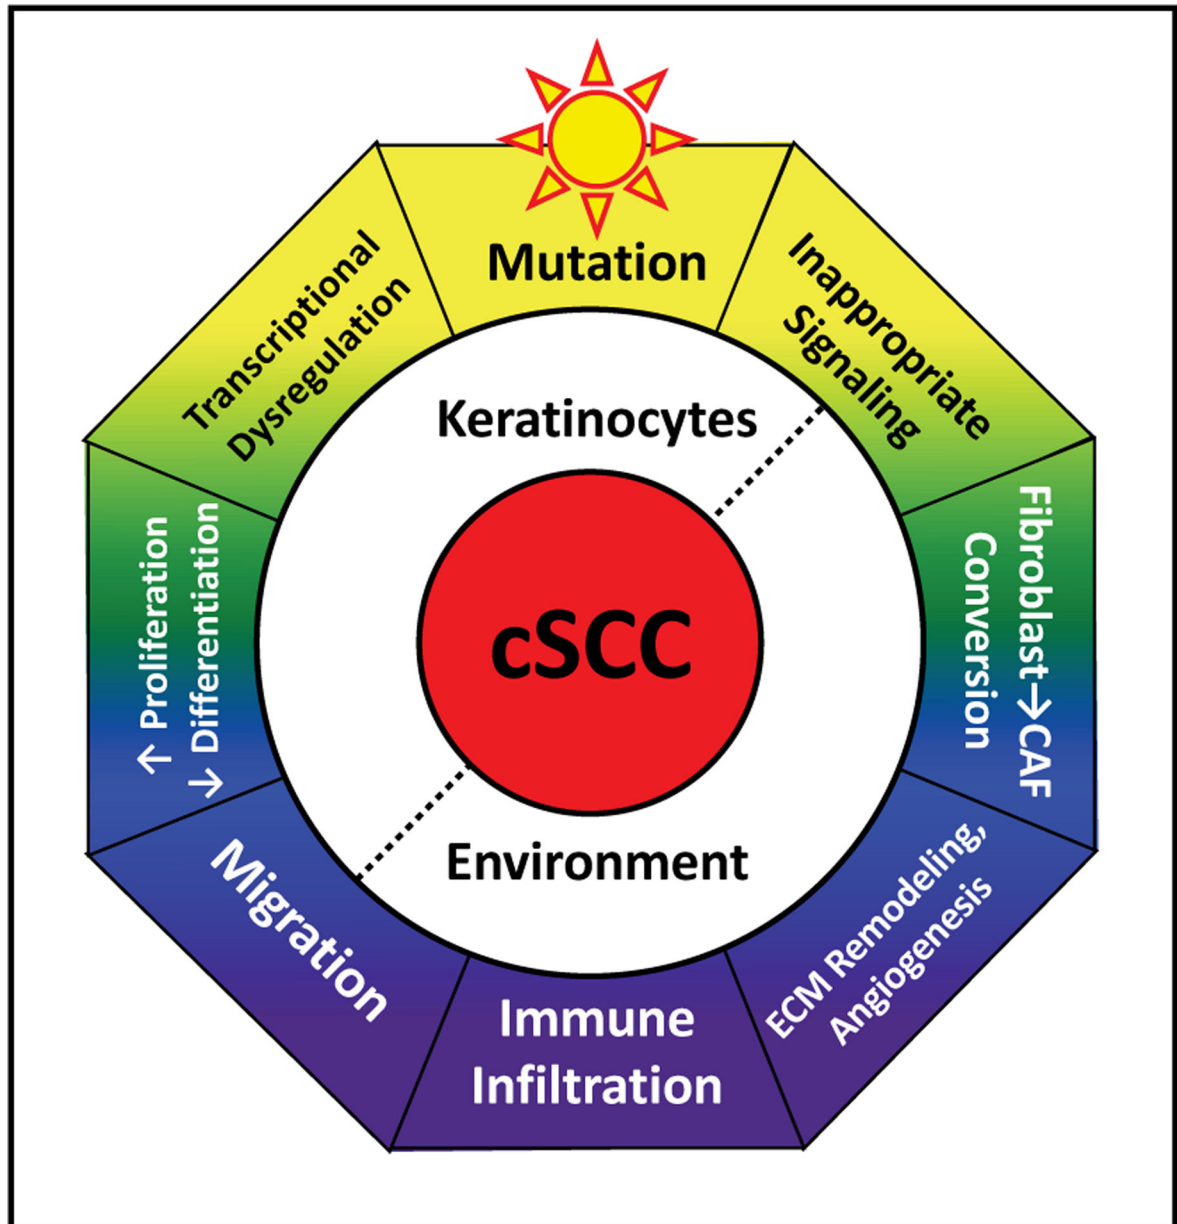 Mutation
Inappropriate
Signaling
Fibroblast→CAF
Conversion
ECM Remodeling,
Angiogenesis
Immune
Infiltration
Migration
↑ Proliferation
↓ Differentiation
Transcriptional
Dysregulation
Keratinocytes
cSCC
Environment